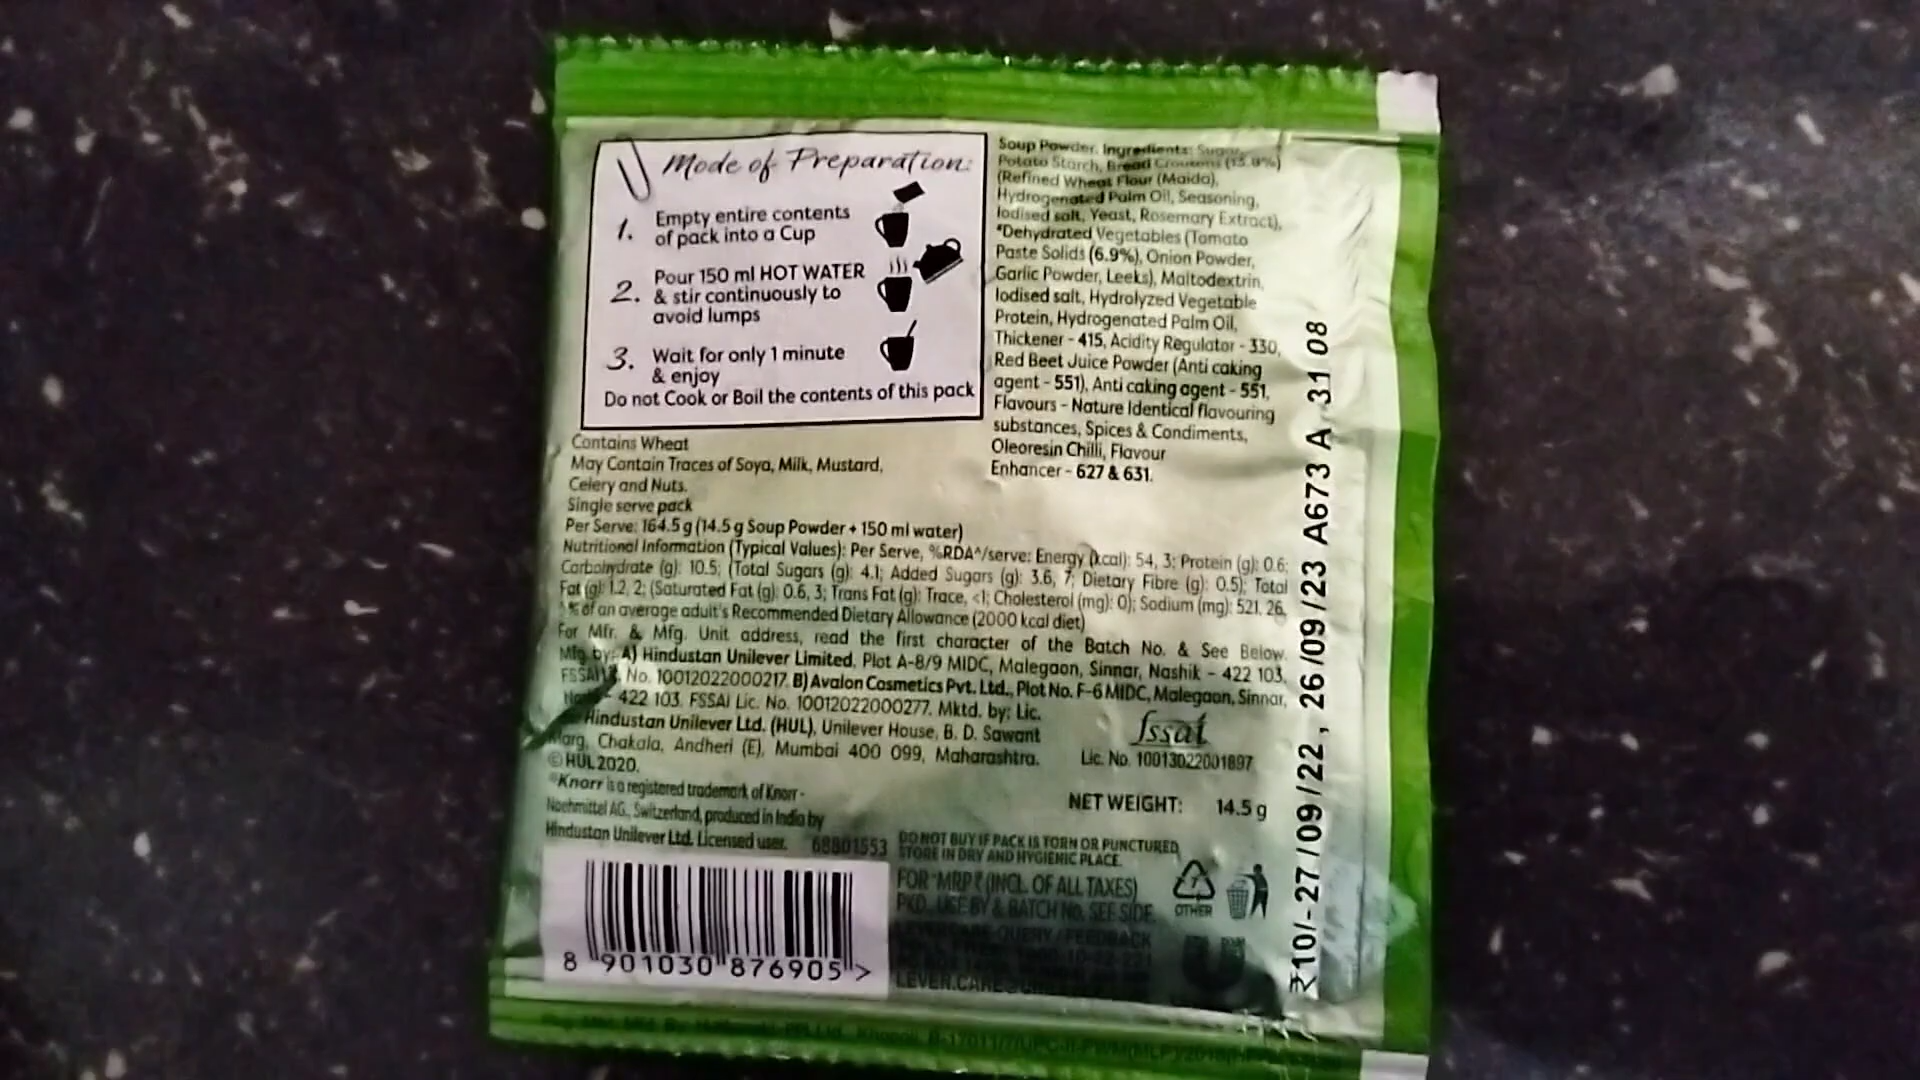 Mode of Preparation:
1. Empty entire contents
of pack into a Cup
2. Pour 150 ml HOT WATER
& stir continuously to
avoid lumps
3. Wait for only 1 minute
& enjoy
Do not Cook or Boil the contents of this pack
Soup Powder. Ingredients: Sugar,
Potato Starch, Bread Croutons (13.9%)
(Refined Wheat Flour (Maida),
Hydrogenated Palm Oil, Seasoning,
Iodised salt, Yeast, Rosemary Extract),
*Dehydrated Vegetables (Tomato
Paste Solids (6.9%), Onion Powder,
Garlic Powder, Leeks), Maltodextrin,
Iodised salt, Hydrolyzed Vegetable
Protein, Hydrogenated Palm Oil,
Thickener - 415, Acidity Regulator - 330,
Red Beet Juice Powder (Anti caking
agent - 551), Anti caking agent - 551,
Flavours - Nature Identical flavouring
substances, Spices & Condiments,
Oleoresin Chilli, Flavour
Enhancer - 627 & 631.
Contains Wheat
May Contain Traces of Soya, Milk, Mustard,
Celery and Nuts.
Single serve pack
Per Serve: 164.5 g (14.5 g Soup Powder + 150 ml water)
Nutritional Information (Typical Values): Per Serve, %RDA^/serve: Energy (kcal): 54, 3; Protein (g): 0.6;
Carbohydrate (g): 10.5; (Total Sugars (g): 4.1; Added Sugars (g): 3.6, 7; Dietary Fibre (g): 0.5); Total
Fat (g): 1.2, 2; (Saturated Fat (g): 0.6, 3; Trans Fat (g): Trace, <1; Cholesterol (mg): 0); Sodium (mg): 521, 26.
^% of an average adult's Recommended Dietary Allowance (2000 kcal diet)
For Mfr. & Mfg. Unit address, read the first character of the Batch No. & See Below.
Mfg. by: A) Hindustan Unilever Limited, Plot A-8/9 MIDC, Malegaon, Sinnar, Nashik - 422 103.
FSSAI No. 10012022000217. B) Avalon Cosmetics Pvt. Ltd., Plot No. F-6 MIDC, Malegaon, Sinnar,
422 103. FSSAI Lic. No. 10012022000277. Mktd. by: Lic.
Hindustan Unilever Ltd. (HUL), Unilever House, B. D. Sawant
Marg, Chakala, Andheri (E), Mumbai 400 099, Maharashtra.
© HUL 2020.
fssai
Lic. No. 10013022001897
Knorr is a registered trademark of Knorr -
Naehrmittel AG., Switzerland, produced in India by
Hindustan Unilever Ltd. Licensed user. 68801553
NET WEIGHT: 14.5 g
DO NOT BUY IF PACK IS TORN OR PUNCTURED
STORE IN DRY AND HYGIENIC PLACE.
FOR *MRP ₹ (INCL. OF ALL TAXES)
PKD., USE BY & BATCH No. SEE SIDE.
7
OTHER
QUERY / FEEDBACK
8 901030 876905 >
₹10/-27/09/22, 26/09/23 A673 A 31 08